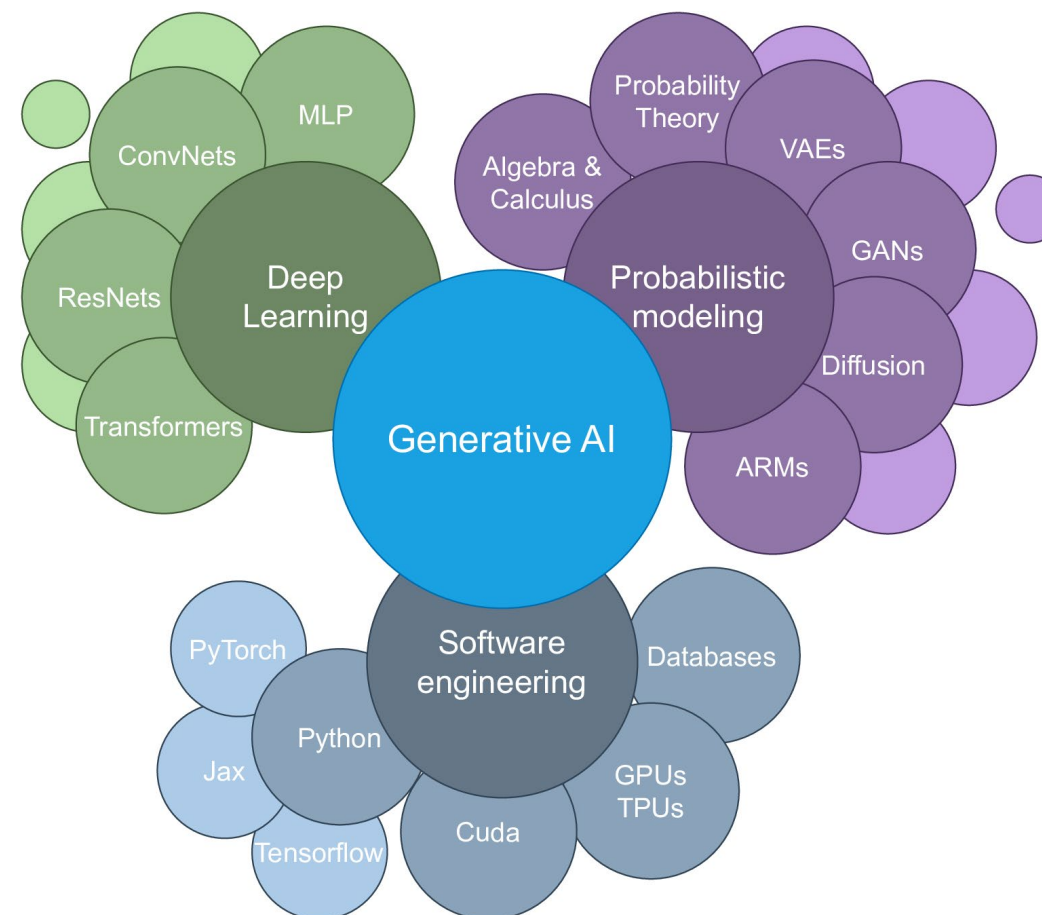 MLP
ConvNets
ResNets
Transformers
Deep
Learning
Probability
Theory
Algebra &
Calculus
VAEs
GANs
Diffusion
ARMs
Probabilistic
modeling
Generative AI
Software
engineering
PyTorch
Python
Jax
Tensorflow
Cuda
GPUs
TPUs
Databases